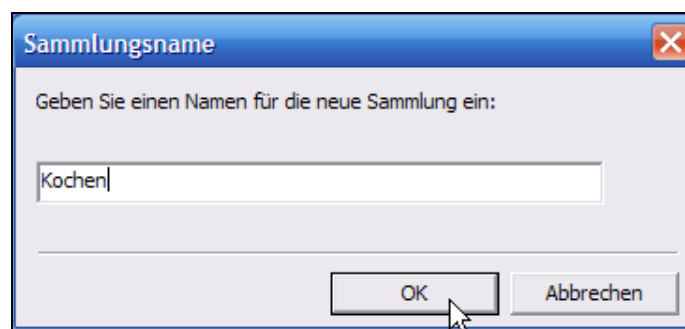 Sammlungsname
Geben Sie einen Namen für die neue Sammlung ein:
Kochen
OK
Abbrechen